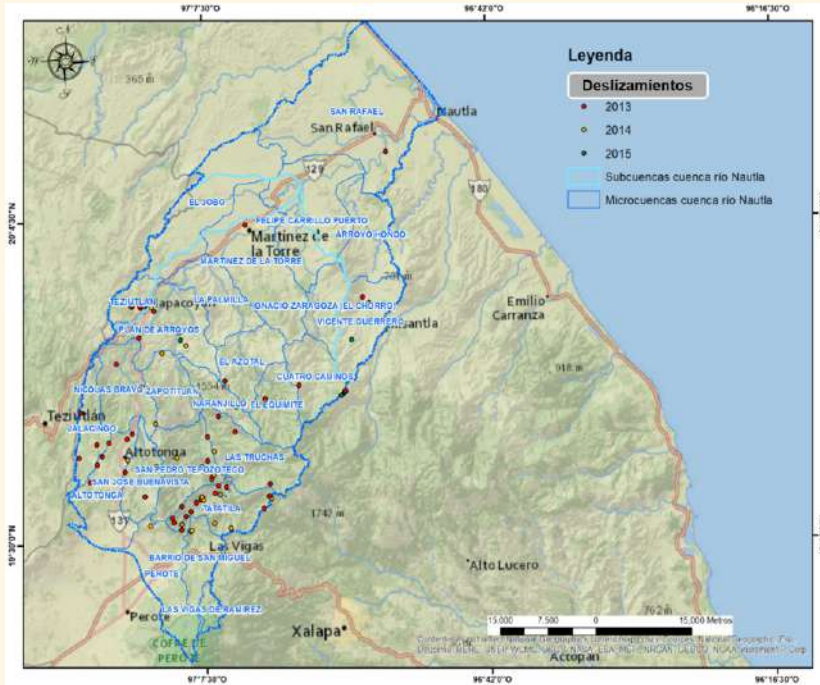 97°7'30"O
96°42'0"O
96°16'30"O
N
365 m
Leyenda
Deslizamientos
2013
2014
2015
Subcuencas cuenca río Nautla
Microcuencas cuenca río Nautla
SAN RAFAEL
Nautla
San Rafael
129
180
EL JOBO
20°4'30"N
FELIPE CARRILLO PUERTO
Martínez de
la Torre
ARROYO HONDO
MARTINEZ DE LA TORRE
TEZIUTLAN
LA PALMILLA
IGNACIO ZARAGOZA (EL CHORRO)
Emilio
Carranza
VICENTE GUERRERO
PLAN DE ARROYOS
EL AZOTAL
918 m
CUATRO CAMINOS
1554 m
NICOLAS BRAVO
ZAPOTITLAN
NARANJILLO
EL EQUIMITE
Teziutlán
JALACINGO
Altotonga
LAS TRUCHAS
SAN PEDRO TEPOZOTECO
SAN JOSE BUENAVISTA
ALTOTONGA
TATATILA
1742 m
131
19°39'0"N
Las Vigas
BARRIO DE SAN MIGUEL
PEROTE
Alto Lucero
LAS VIGAS DE RAMIREZ
Perote
762 m
15,000 7,500 0 15,000 Metros
Xalapa
COFRE DE
PEROTE
Actopan
97°7'30"O
96°42'0"O
96°16'30"O